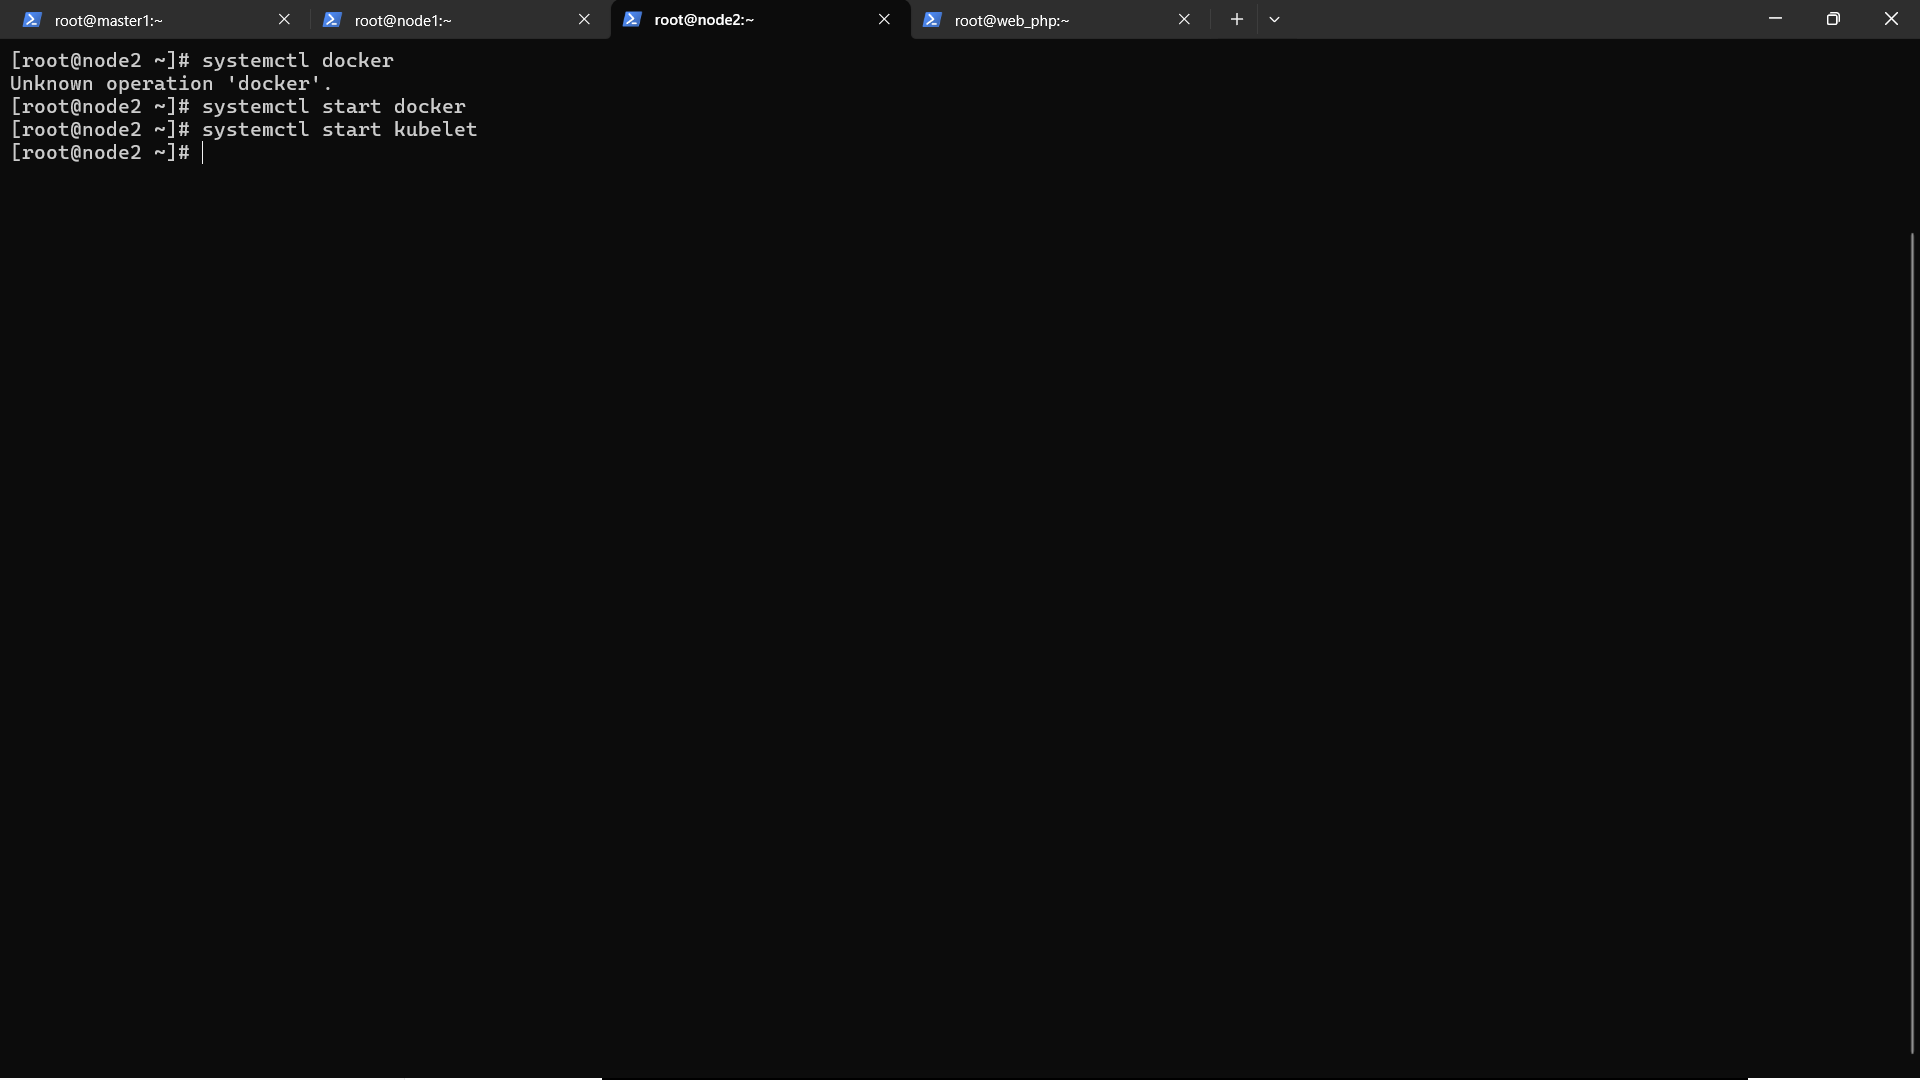 root@master1:~
root@node1:~
root@node2:~
root@web_php:~
[root@node2 ~]# systemctl docker
Unknown operation 'docker'.
[root@node2 ~]# systemctl start docker
[root@node2 ~]# systemctl start kubelet
[root@node2 ~]#